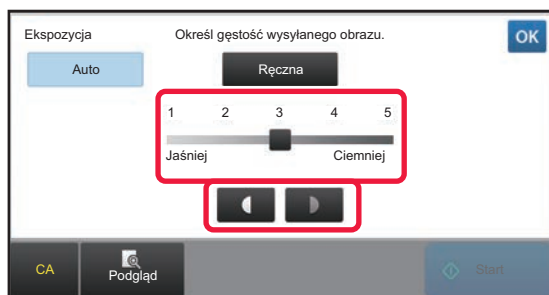 Ekspozycja Określ gęstość wysyłanego obrazu. OK
Auto Ręczna
1 2 3 4 5
Jaśniej Ciemniej
CA Podgląd Start